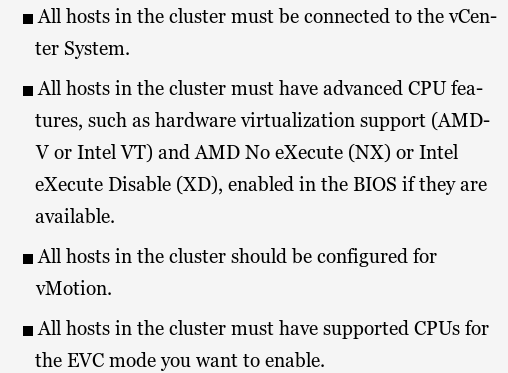 ■ All hosts in the cluster must be connected to the vCen-
ter System.
■ All hosts in the cluster must have advanced CPU fea-
tures, such as hardware virtualization support (AMD-
V or Intel VT) and AMD No eXecute (NX) or Intel
eXecute Disable (XD), enabled in the BIOS if they are
available.
■ All hosts in the cluster should be configured for
vMotion.
■ All hosts in the cluster must have supported CPUs for
the EVC mode you want to enable.